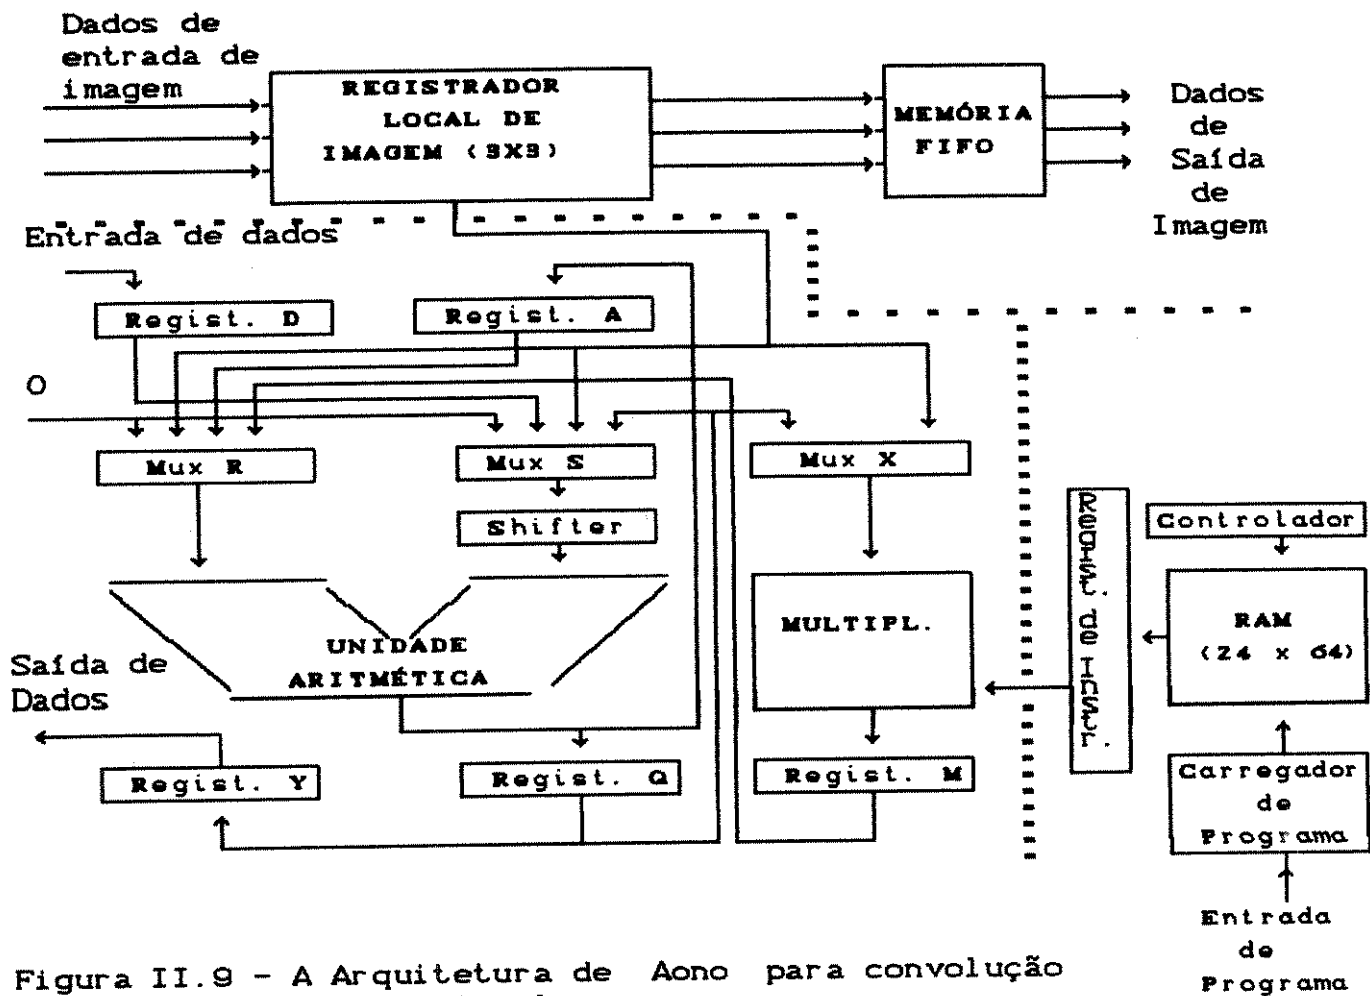 Dados de
entrada de
imagem
REGISTRADOR
LOCAL DE
IMAGEM (3X3)
MEMÓRIA
FIFO
Dados
de
Saída
de
Imagem
Entrada de dados
Regist. D
Regist. A
O
Mux R
Mux S
Mux X
Shifter
UNIDADE
ARITMÉTICA
MULTIPL.
Saída de
Dados
Regist. Y
Regist. Q
Regist. M
Regist. de Instr.
Controlador
RAM
(24 x 64)
Carregador
de
Programa
Entrada
de
Programa
Figura II.9 - A Arquitetura de Aono para convolução